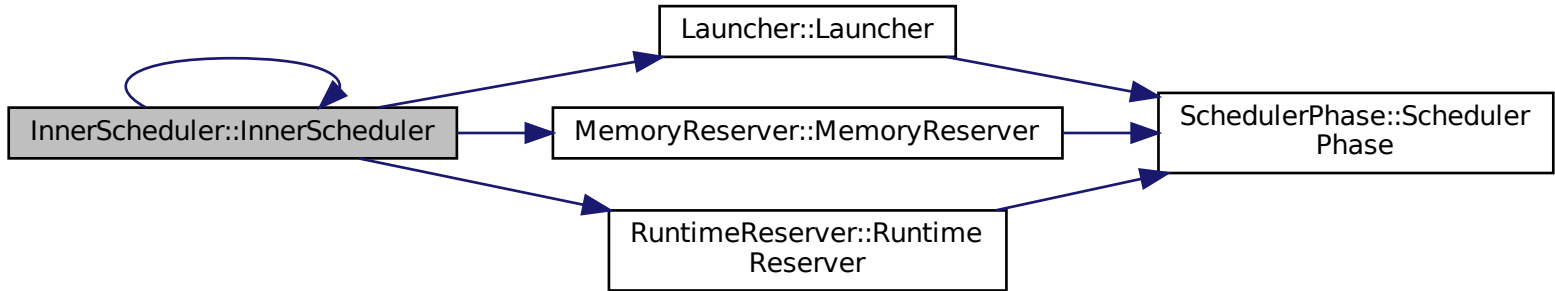 Launcher::Launcher
InnerScheduler::InnerScheduler
MemoryReserver::MemoryReserver
RuntimeReserver::Runtime
Reserver
SchedulerPhase::Scheduler
Phase